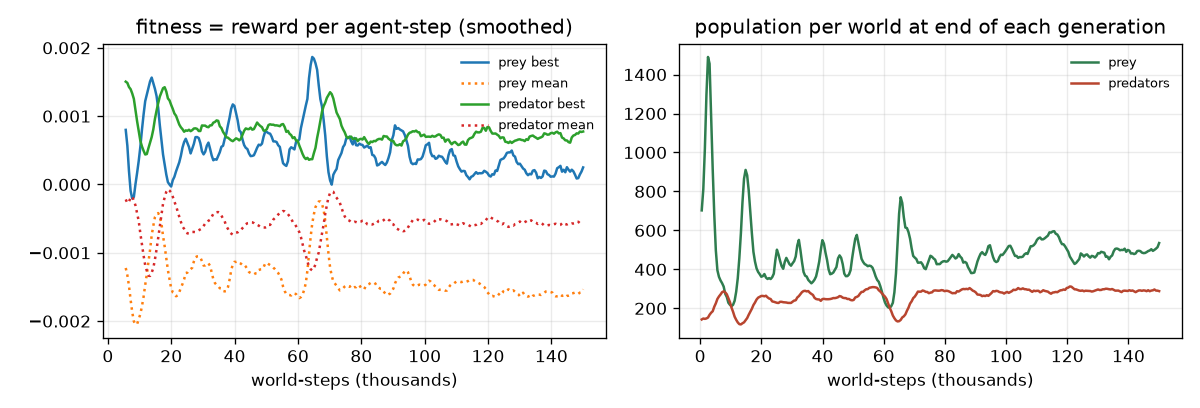 fitness = reward per agent-step (smoothed)
0.002
0.001
0.000
−0.001
−0.002
prey best
prey mean
predator best
predator mean
0 20 40 60 80 100 120 140
world-steps (thousands)
population per world at end of each generation
1400
1200
1000
800
600
400
200
prey
predators
0 20 40 60 80 100 120 140
world-steps (thousands)